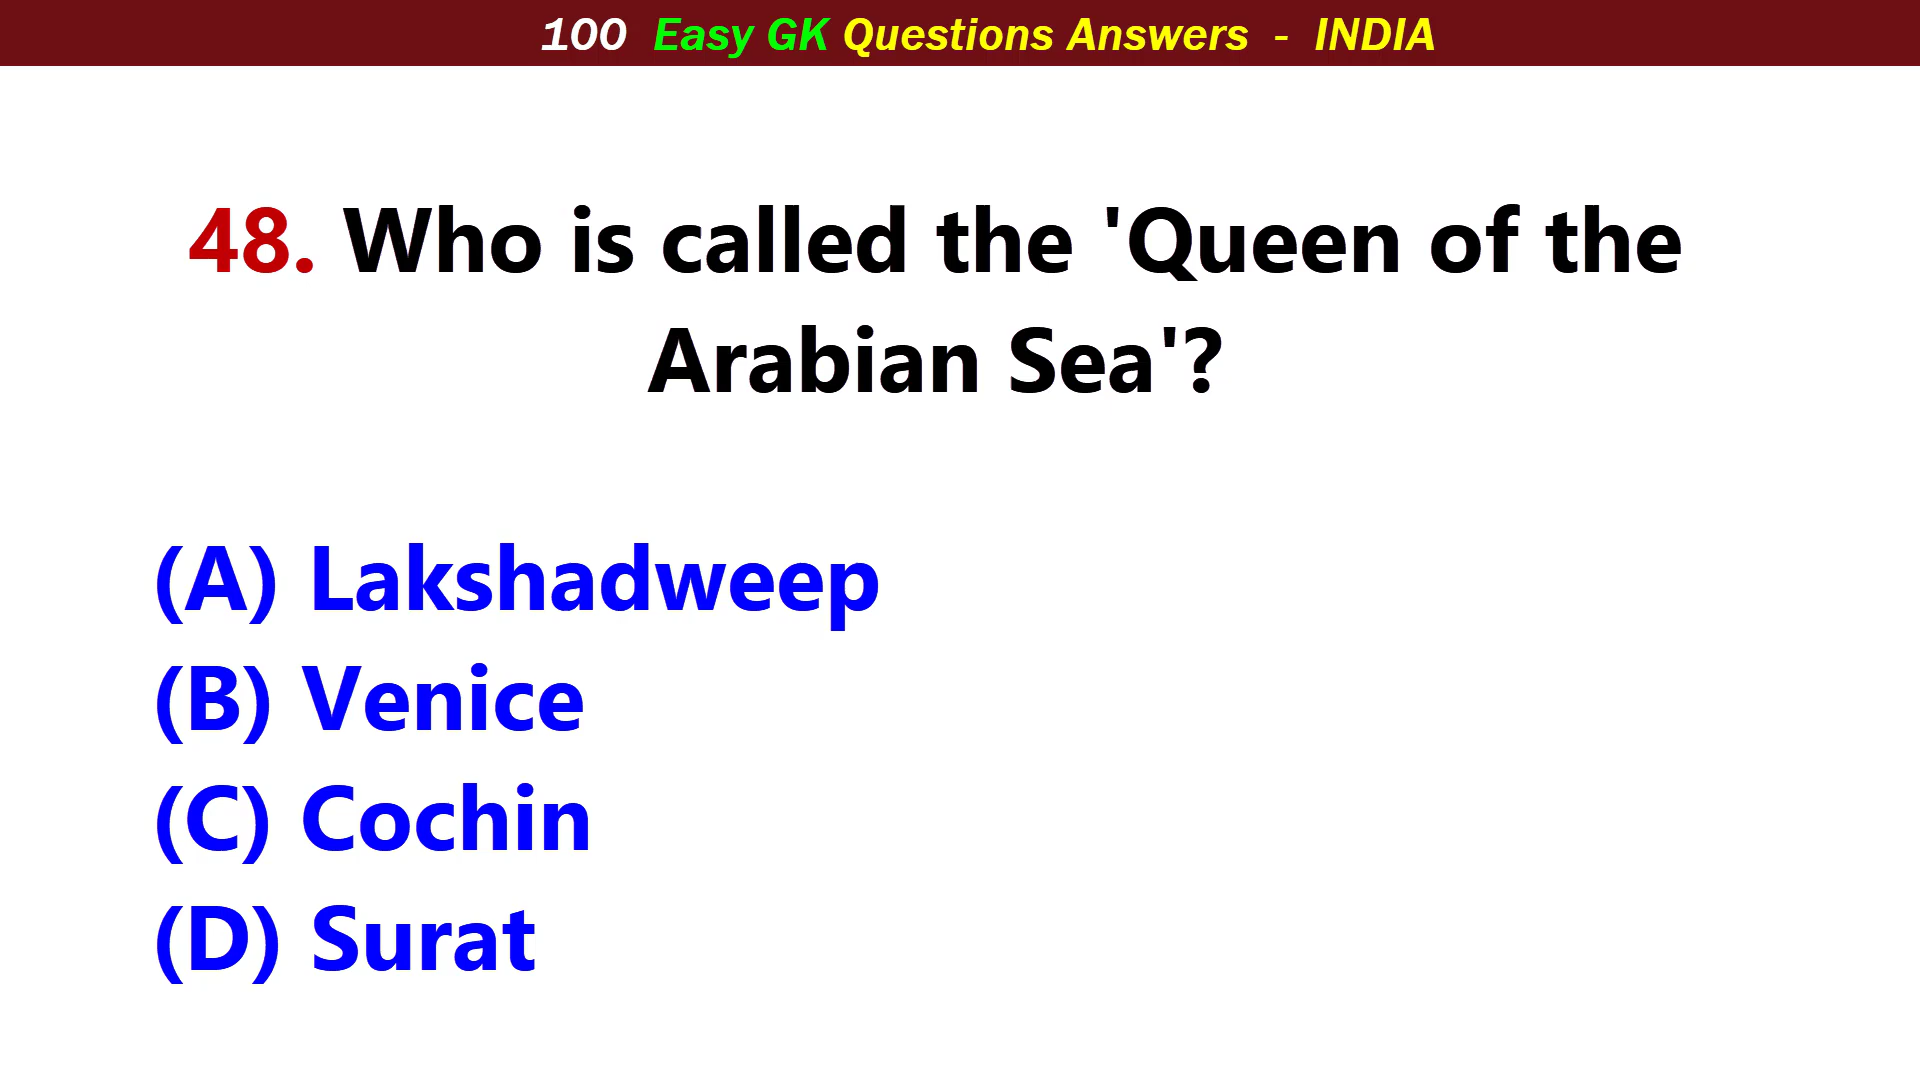 100 Easy GK Questions Answers - INDIA
48. Who is called the 'Queen of the
Arabian Sea'?
(A) Lakshadweep
(B) Venice
(C) Cochin
(D) Surat